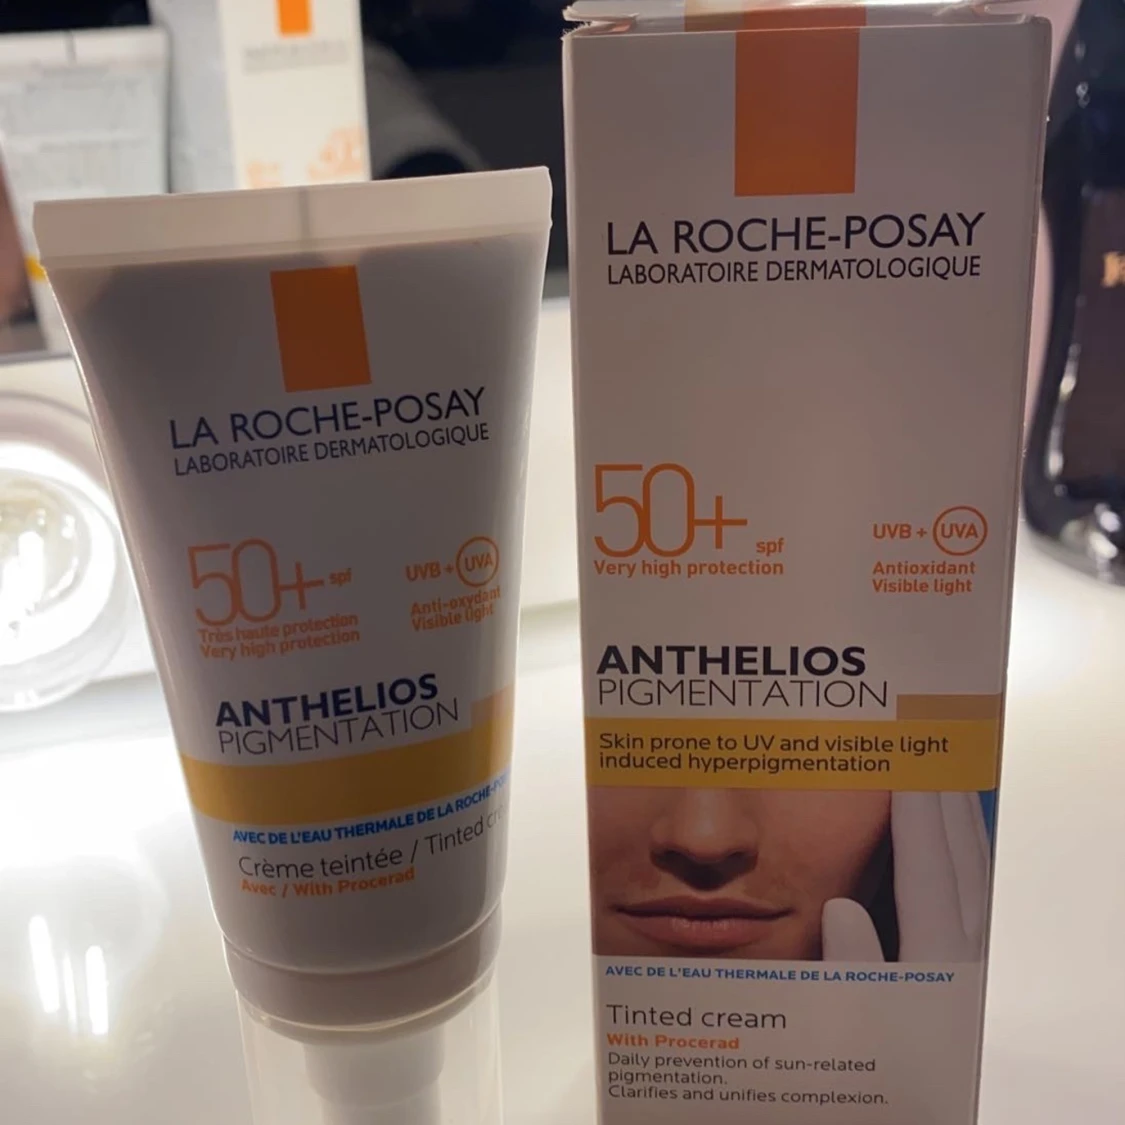 LA ROCHE-POSAY
LABORATOIRE DERMATOLOGIQUE
50+ spf
Très haute protection
Very high protection
UVB + UVA
Anti-oxydant
Visible light
ANTHELIOS
PIGMENTATION
AVEC DE L'EAU THERMALE DE LA ROCHE-
Crème teintée / Tinted
Avec / With Procerad
LA ROCHE-POSAY
LABORATOIRE DERMATOLOGIQUE
50+ spf
Very high protection
UVB + UVA
Antioxidant
Visible light
ANTHELIOS
PIGMENTATION
Skin prone to UV and visible light
induced hyperpigmentation
AVEC DE L'EAU THERMALE DE LA ROCHE-POSAY
Tinted cream
With Procerad
Daily prevention of sun-related
pigmentation.
Clarifies and unifies complexion.